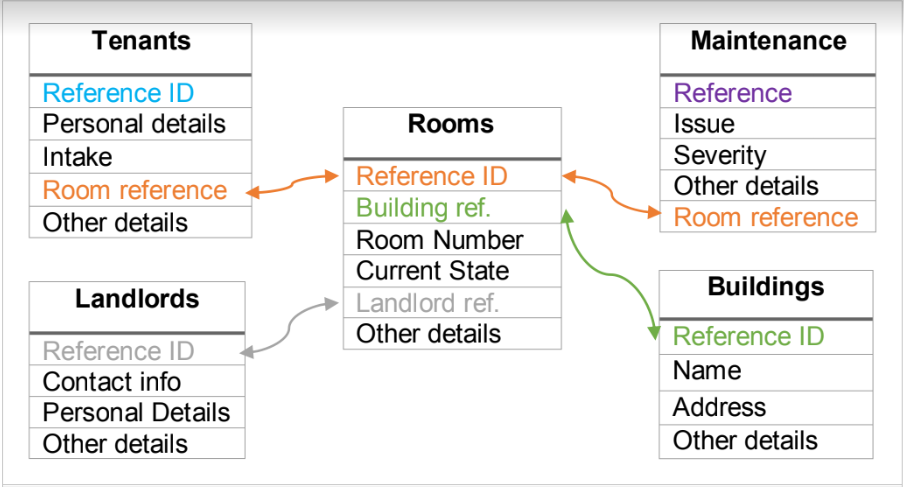 Tenants
Reference ID
Personal details
Intake
Room reference
Other details
Landlords
Reference ID
Contact info
Personal Details
Other details
Rooms
Reference ID
Building ref.
Room Number
Current State
Landlord ref.
Other details
Maintenance
Reference
Issue
Severity
Other details
Room reference
Buildings
Reference ID
Name
Address
Other details